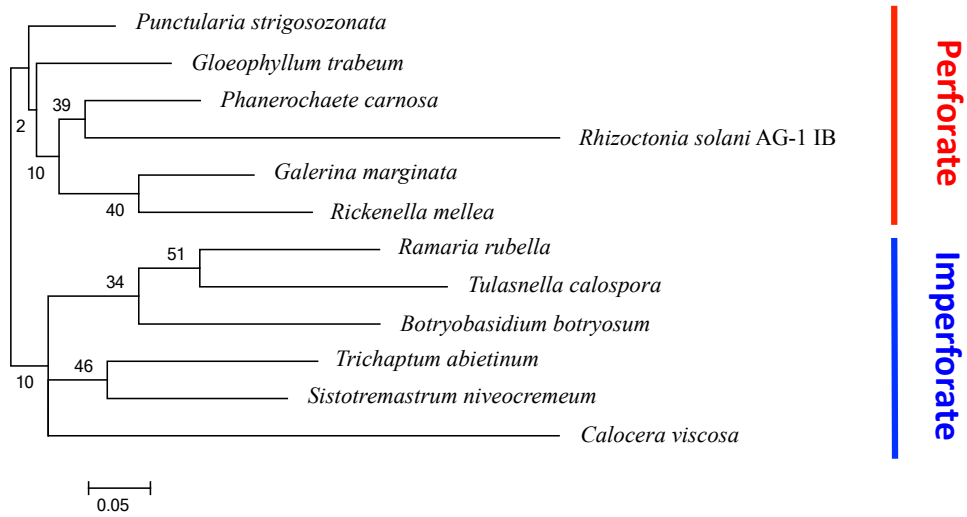 Punctularia strigosozonata
Gloeophyllum trabeum
Phanerochaete carnosa
39
2
Rhizoctonia solani AG-1 IB
10
Galerina marginata
40
Rickenella mellea
Perforate
Ramaria rubella
51
Tulasnella calospora
34
Botryobasidium botryosum
Trichaptum abietinum
46
10
Sistotremastrum niveocremeum
Calocera viscosa
Imperforate
0.05